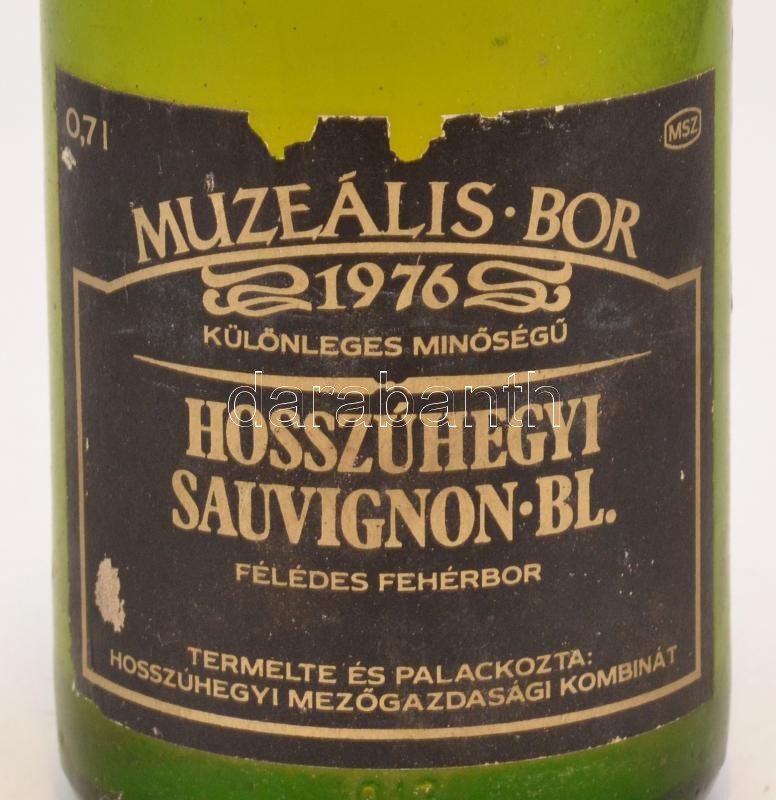 0,7 l
MSZ
MÚZEÁLIS·BOR
1976
KÜLÖNLEGES MINŐSÉGŰ
darabanth
HOSSZÚHEGYI
SAUVIGNON·BL.
FÉLÉDES FEHÉRBOR
TERMELTE ÉS PALACKOZTA:
HOSSZÚHEGYI MEZŐGAZDASÁGI KOMBINÁT